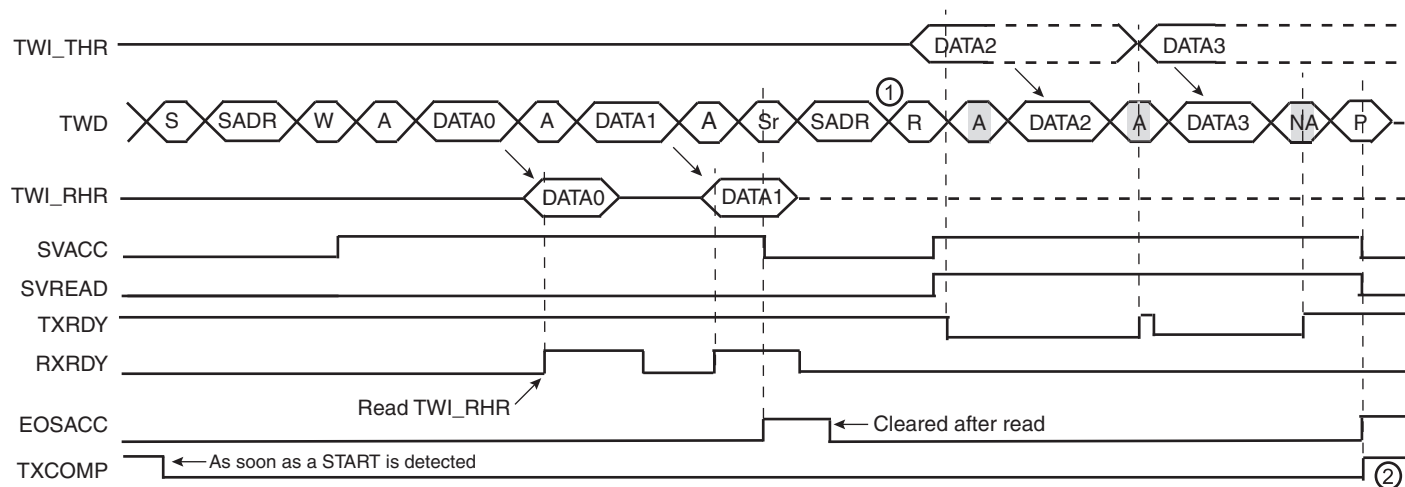 TWI_THR DATA2 DATA3
1
TWD S SADR W A DATA0 A DATA1 A Sr SADR R A DATA2 A DATA3 NA P
TWI_RHR DATA0 DATA1
SVACC
SVREAD
TXRDY
RXRDY
Read TWI_RHR
EOSACC Cleared after read
TXCOMP As soon as a START is detected 2